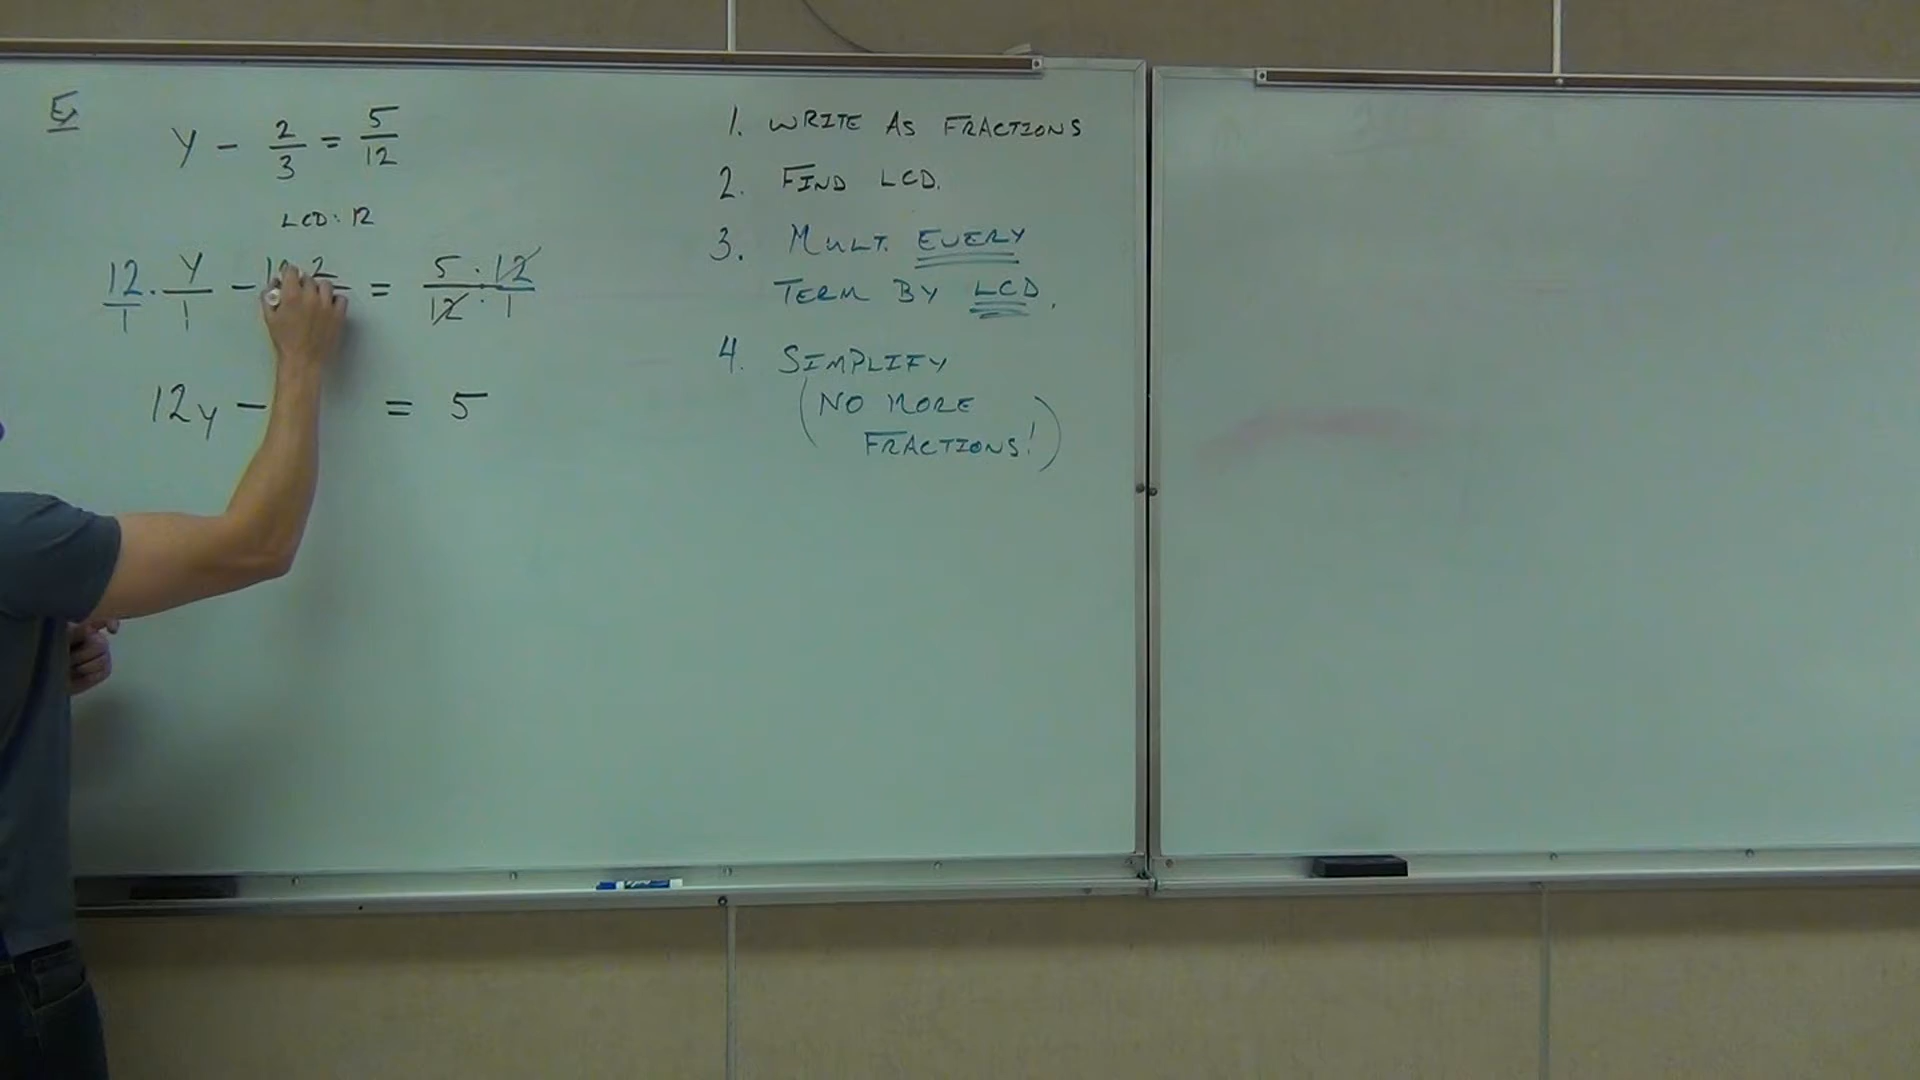 Ex
y - 2/3 = 5/12
LCD: 12
12/1 · y/1 - 12 2 = 5 · 12 / 12 · 1
12y - = 5
1. WRITE AS FRACTIONS
2. FIND LCD.
3. MULT. EVERY
TERM BY LCD.
4. SIMPLIFY
(NO MORE
FRACTIONS!)